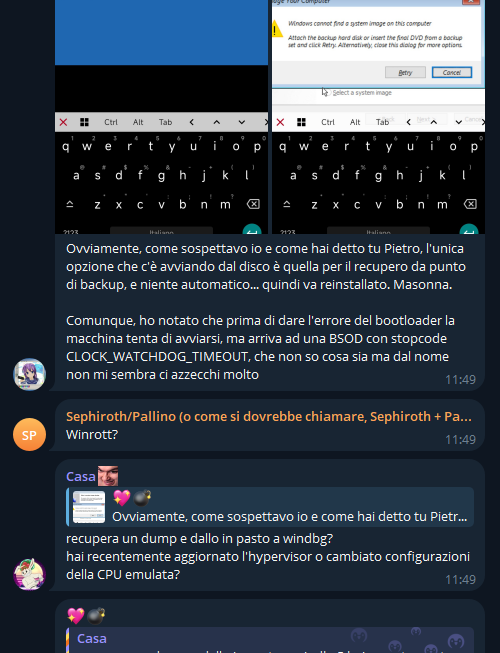 Windows cannot find a system image on this computer
Attach the backup hard disk or insert the final DVD from a backup
set and click Retry. Alternatively, close this dialog for more options.
Retry Cancel
Select a system image
Ctrl Alt Tab
Ctrl Alt Tab
q w e r t y u i o p
q w e r t y u i o p
a s d f g h j k l
a s d f g h j k l
z x c v b n m
z x c v b n m
?123 Italiano
?123 Italiano
Ovviamente, come sospettavo io e come hai detto tu Pietro, l'unica
opzione che c'è avviando dal disco è quella per il recupero da punto
di backup, e niente automatico... quindi va reinstallato. Masonna.
Comunque, ho notato che prima di dare l'errore del bootloader la
macchina tenta di avviarsi, ma arriva ad una BSOD con stopcode
CLOCK_WATCHDOG_TIMEOUT, che non so cosa sia ma dal nome
non mi sembra ci azzecchi molto
11:49
SP
Sephiroth/Pallino (o come si dovrebbe chiamare, Sephiroth + Pa...
Winrott?
11:49
Casa
Ovviamente, come sospettavo io e come hai detto tu Pietr...
recupera un dump e dallo in pasto a windbg?
hai recentemente aggiornato l'hypervisor o cambiato configurazioni
della CPU emulata?
11:49
Casa